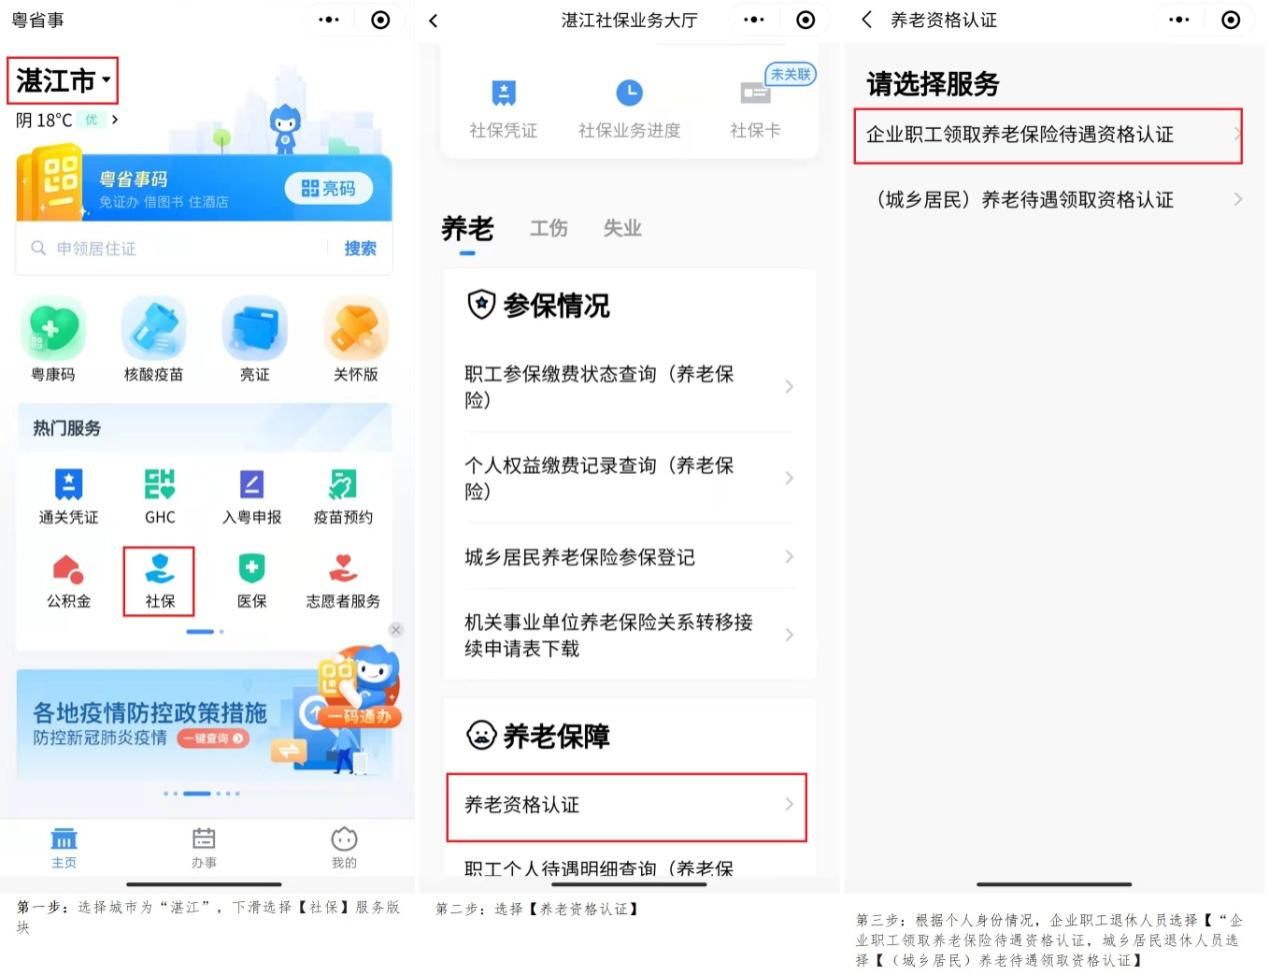 粤省事
湛江市
阴 18°C 优
粤省事码
免证办 借图书 住酒店
亮码
申领居住证
搜索
粤康码
核酸疫苗
亮证
关怀版
热门服务
通关凭证
GHC
入粤申报
疫苗预约
公积金
社保
医保
志愿者服务
各地疫情防控政策措施
防控新冠肺炎疫情 一键查询
一码通办
主页
办事
我的
第一步：选择城市为“湛江”，下滑选择【社保】服务版
块
湛江社保业务大厅
未关联
社保凭证
社保业务进度
社保卡
养老
工伤
失业
参保情况
职工参保缴费状态查询（养老保
险）
个人权益缴费记录查询（养老保
险）
城乡居民养老保险参保登记
机关事业单位养老保险关系转移接
续申请表下载
养老保障
养老资格认证
职工个人待遇明细查询（养老保
第二步：选择【养老资格认证】
养老资格认证
请选择服务
企业职工领取养老保险待遇资格认证
（城乡居民）养老待遇领取资格认证
第三步：根据个人身份情况，企业职工退休人员选择【“企
业职工领取养老保险待遇资格认证，城乡居民退休人员选
择【（城乡居民）养老待遇领取资格认证】